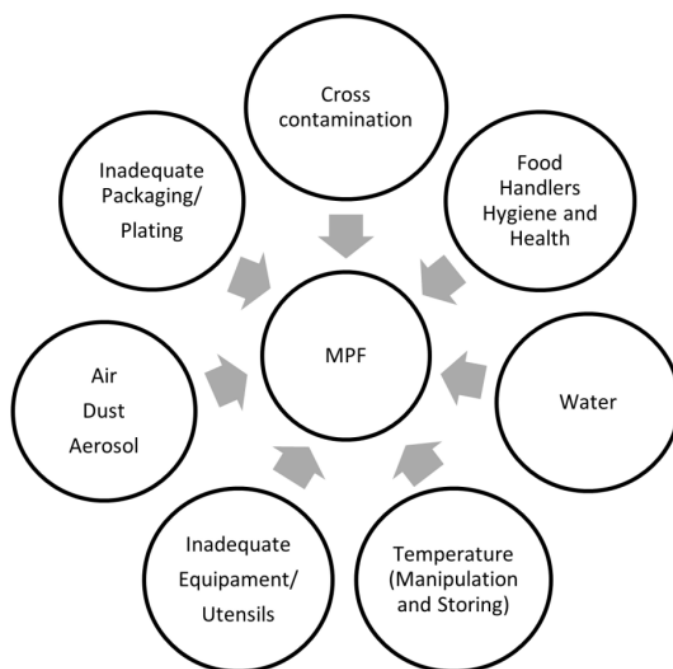 Cross
contamination
Food
Handlers
Hygiene and
Health
Water
Temperature
(Manipulation
and Storing)
Inadequate
Equipament/
Utensils
Air
Dust
Aerosol
Inadequate
Packaging/
Plating
MPF